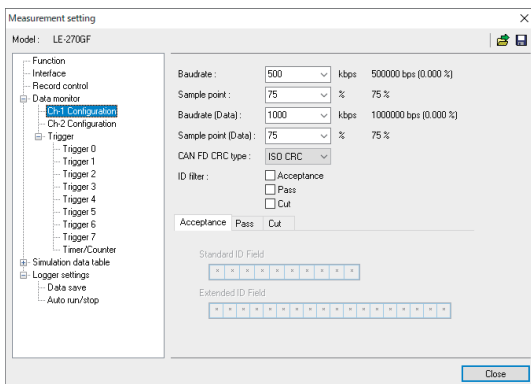 Measurement setting
Model : LE-270GF
Function
Interface
Record control
Data monitor
Ch-1 Configuration
Ch-2 Configuration
Trigger
Trigger 0
Trigger 1
Trigger 2
Trigger 3
Trigger 4
Trigger 5
Trigger 6
Trigger 7
Timer/Counter
Simulation data table
Logger settings
Data save
Auto run/stop
Baudrate : 500 kbps 500000 bps (0.000 %)
Sample point : 75 % 75 %
Baudrate (Data) : 1000 kbps 1000000 bps (0.000 %)
Sample point (Data) : 75 % 75 %
CAN FD CRC type : ISO CRC
ID filter : Acceptance
Pass
Cut
Acceptance Pass Cut
Standard ID Field
* * * * * * * * * * *
Extended ID Field
* * * * * * * * * * * * * * * * * *
Close